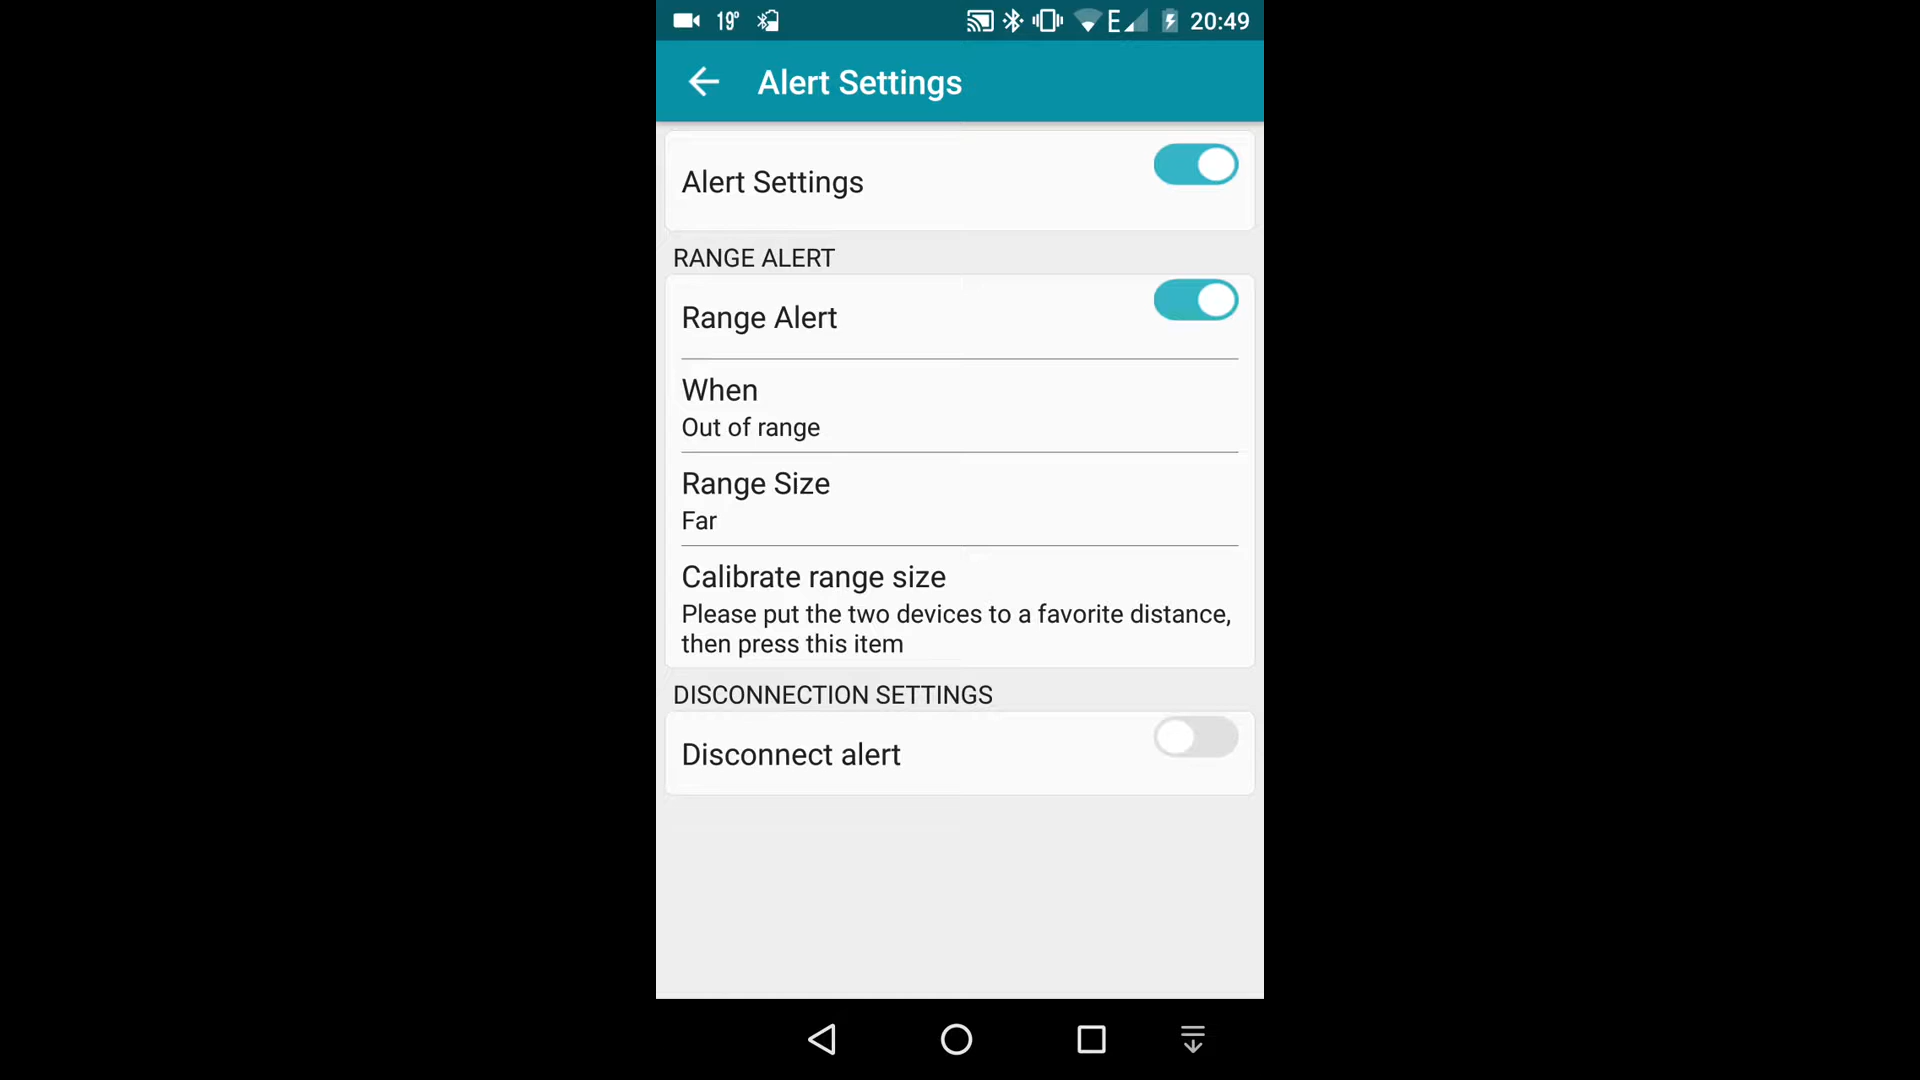 19° E 20:49
Alert Settings
Alert Settings
RANGE ALERT
Range Alert
When
Out of range
Range Size
Far
Calibrate range size
Please put the two devices to a favorite distance,
then press this item
DISCONNECTION SETTINGS
Disconnect alert